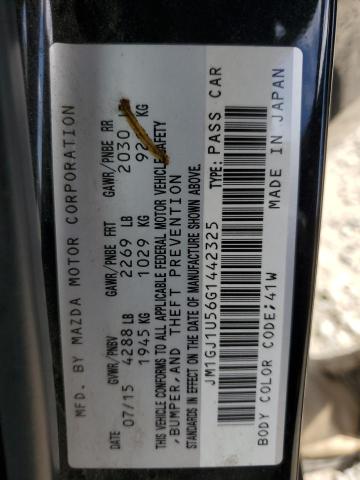 MFD. BY MAZDA MOTOR CORPORATION
DATE GVWR/PNBV GAWR/PNBE FRT GAWR/PNBE RR
07/15 4288 LB 2269 LB 2030
1945 KG 1029 KG KG
THIS VEHICLE CONFORMS TO ALL APPLICABLE FEDERAL MOTOR VEHICLE SAFETY
,BUMPER,AND THEFT PREVENTION
STANDARDS IN EFFECT ON THE DATE OF MANUFACTURE SHOWN ABOVE.
JM1GJ1U56G1442325 TYPE: PASS CAR
BODY COLOR CODE;41W MADE IN JAPAN